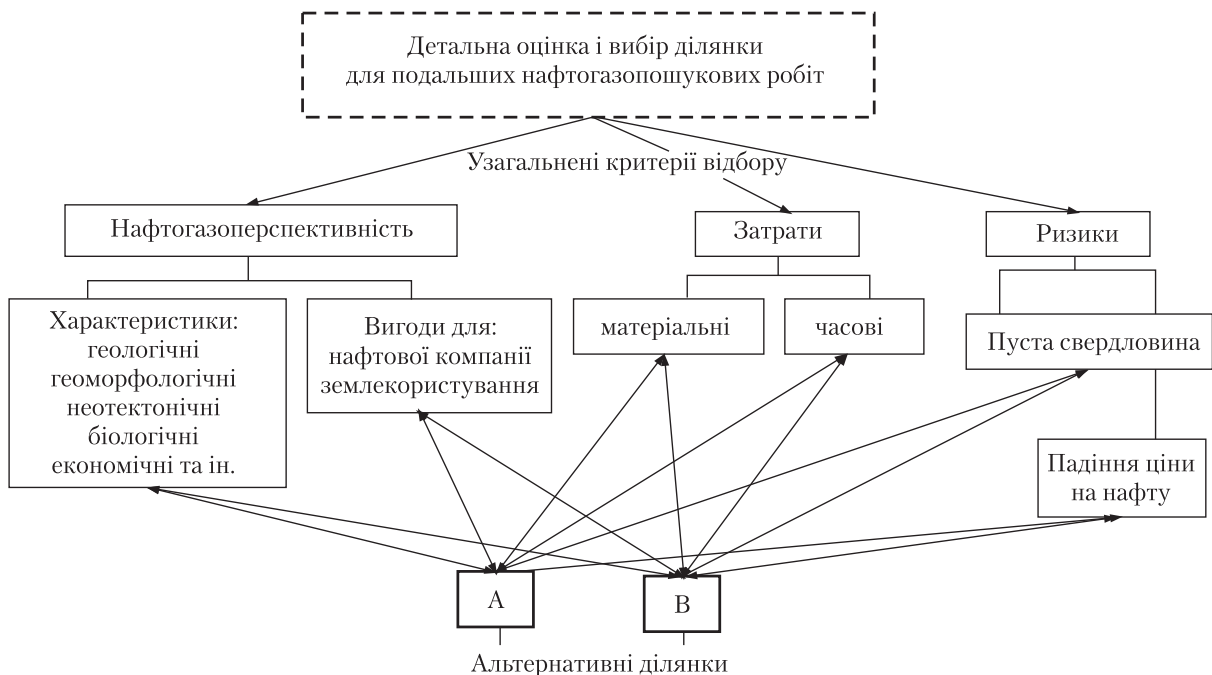 Детальна оцінка і вибір ділянки
для подальших нафтогазопошукових робіт
Узагальнені критерії відбору
Нафтогазоперспективність
Затрати
Ризики
Характеристики:
геологічні
геоморфологічні
неотектонічні
біологічні
економічні та ін.
Вигоди для:
нафтової компанії
землекористування
матеріальні
часові
Пуста свердловина
Падіння ціни
на нафту
А
В
Альтернативні ділянки